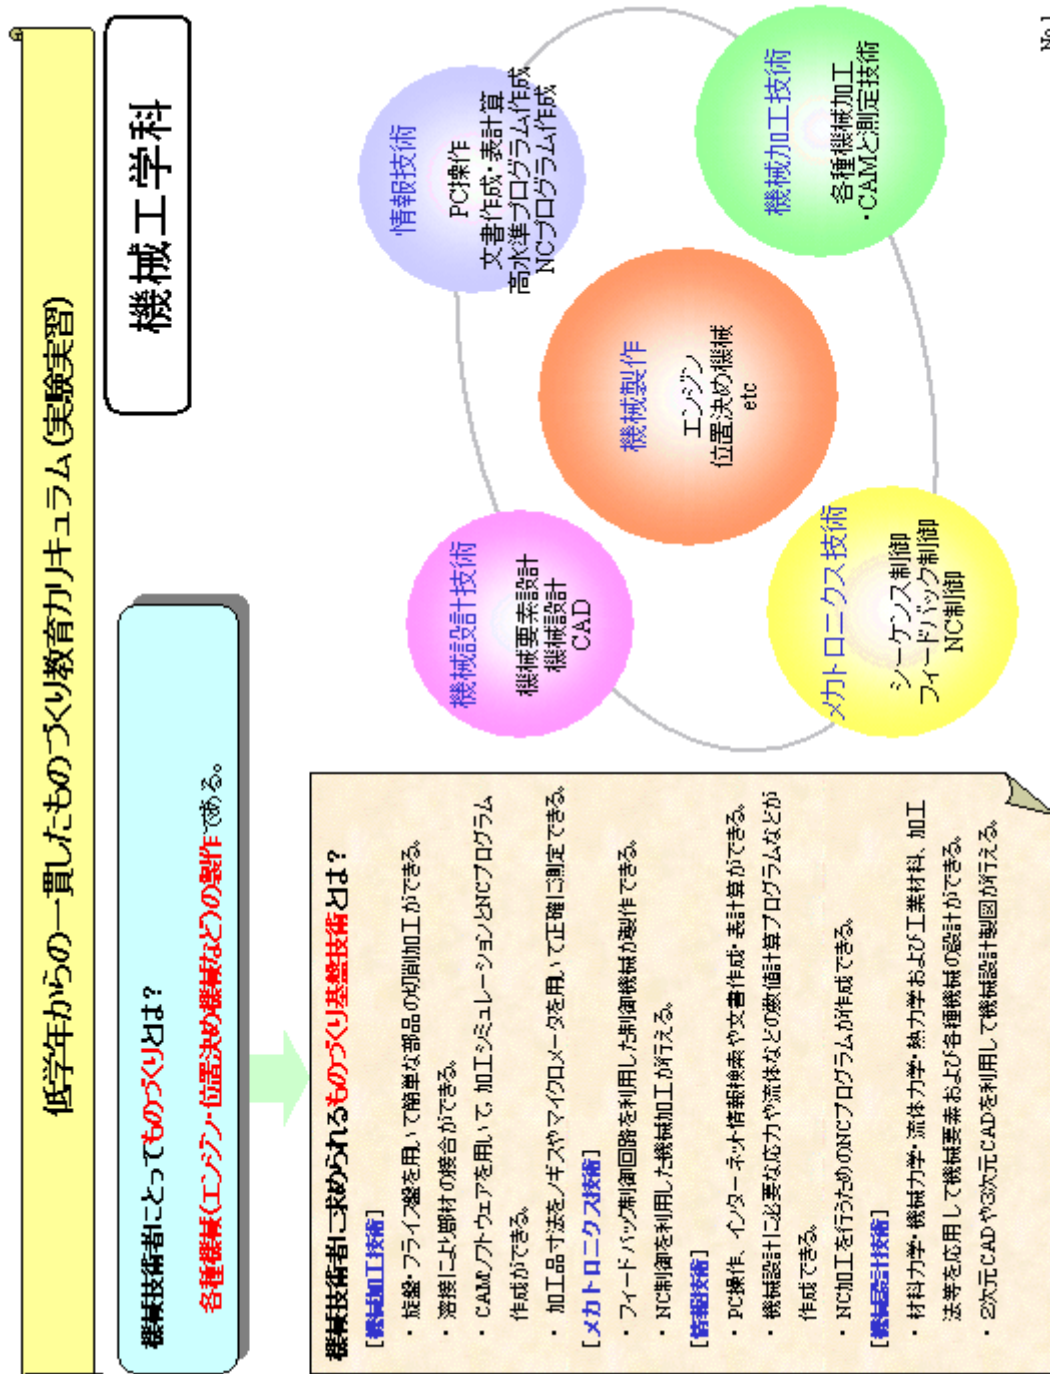 低学年からの一貫したものづくり教育カリキュラム(実験実習)
機械工学科
機械技術者にとってものづくりとは？
各種機械(エンジン・位置決め機械など)の製作である。
機械技術者に求められるものづくり基盤技術とは？
[機械加工技術]
・旋盤・フライス盤を用いて簡単な部品の切削加工ができる。
・溶接により部材の接合ができる。
・CAMソフトウェアを用いて、加工シミュレーションとNCプログラム
作成ができる。
・加工品寸法をノギスやマイクロメータを用いて正確に測定できる。
[メカトロニクス技術]
・フィードバック制御回路を利用した制御機械が製作できる。
・NC制御を利用した機械加工が行える。
[情報技術]
・PC操作、インターネット情報検索や文書作成・表計算ができる。
・機械設計に必要な応力や流体などの数値計算プログラムなどが
作成できる。
・NC加工を行うためのNCプログラムが作成できる。
[機械設計技術]
・材料力学・機械力学・流体力学・熱力学および工業材料、加工
法等を応用して機械要素および各種機械の設計ができる。
・2次元CADや3次元CADを利用して機械設計製図が行える。
機械設計技術
機械要素設計
機械設計
CAD
情報技術
PC操作
文書作成・表計算
高水準プログラム作成
NCプログラム作成
機械製作
エンジン
位置決め機械
etc
メカトロニクス技術
シーケンス制御
フィードバック制御
NC制御
機械加工技術
各種機械加工
・CAMと測定技術
No.1